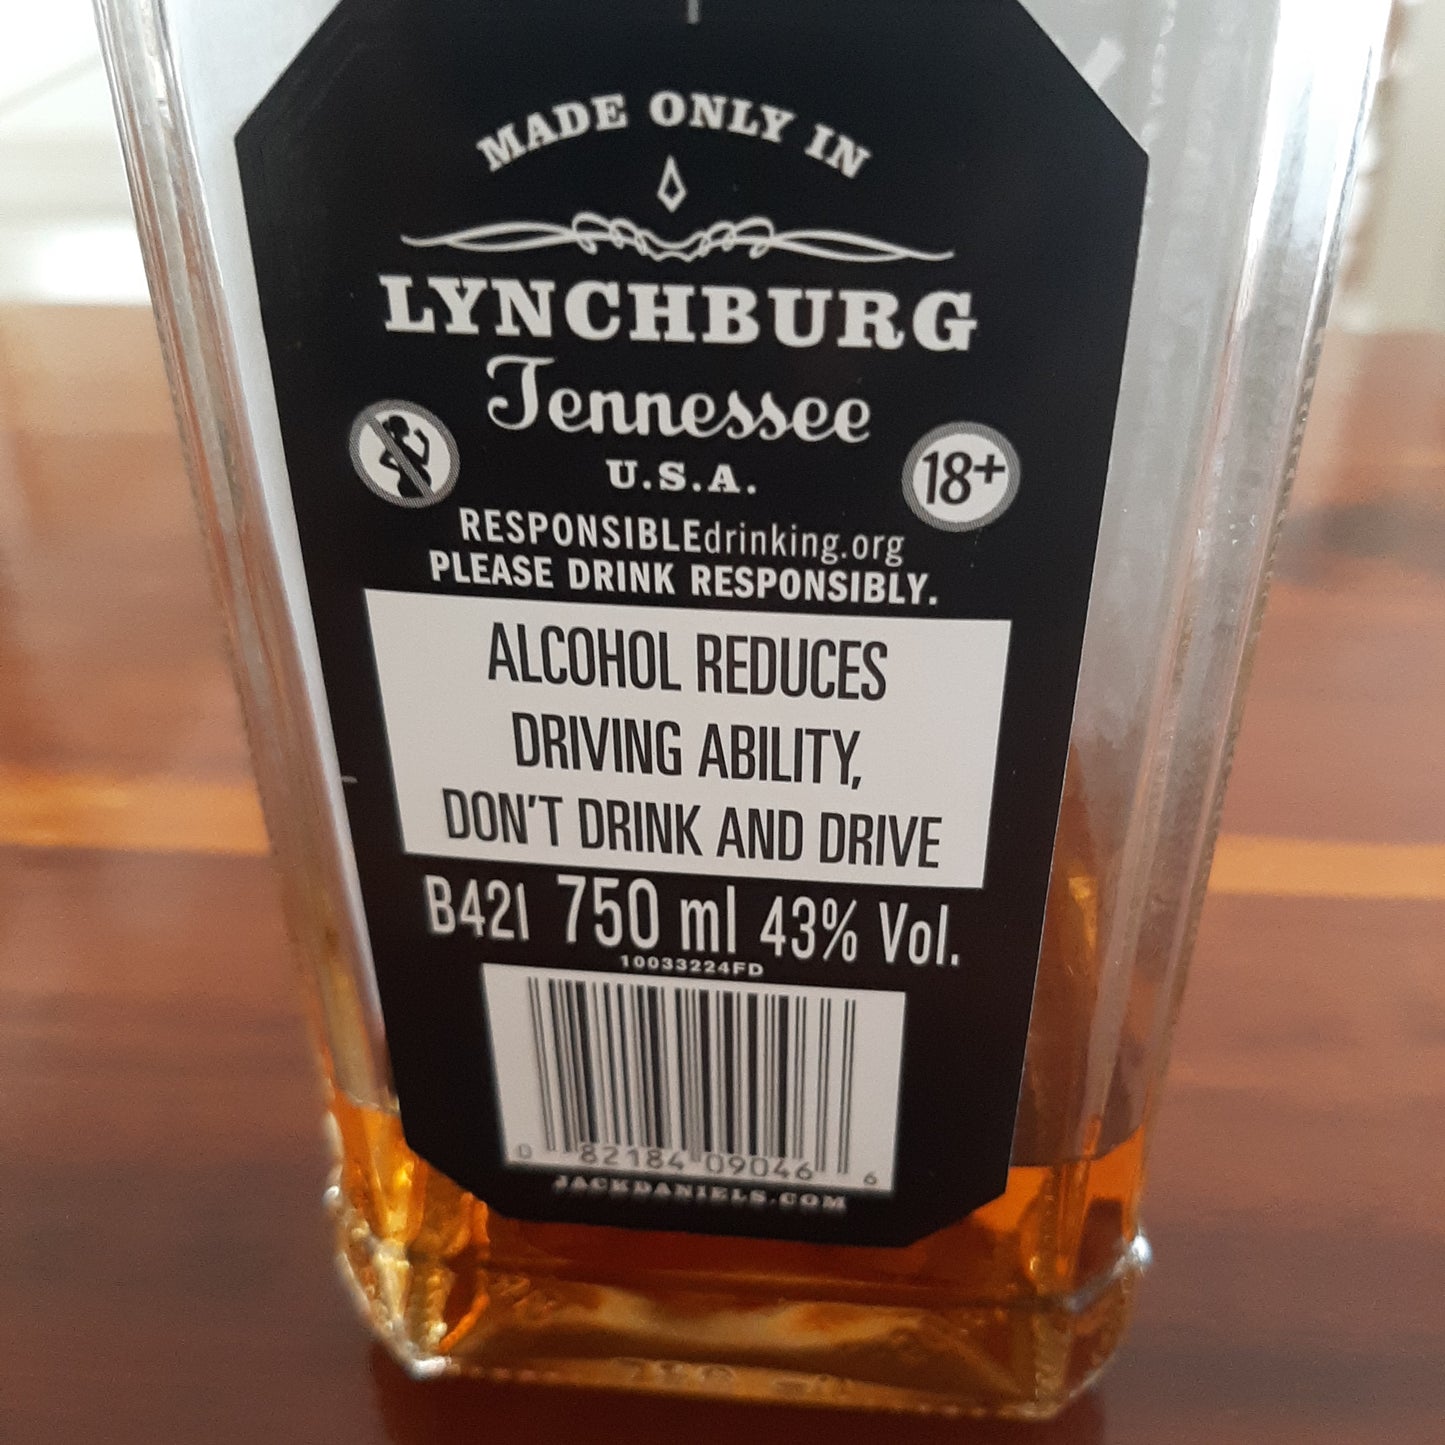 MADE ONLY IN
LYNCHBURG
Tennessee
U.S.A.
18+
RESPONSIBLEdrinking.org
PLEASE DRINK RESPONSIBLY.
ALCOHOL REDUCES
DRIVING ABILITY,
DON'T DRINK AND DRIVE
B421 750 ml 43% Vol.
10033224FD
0 82184 09046 6
JACKDANIELS.COM